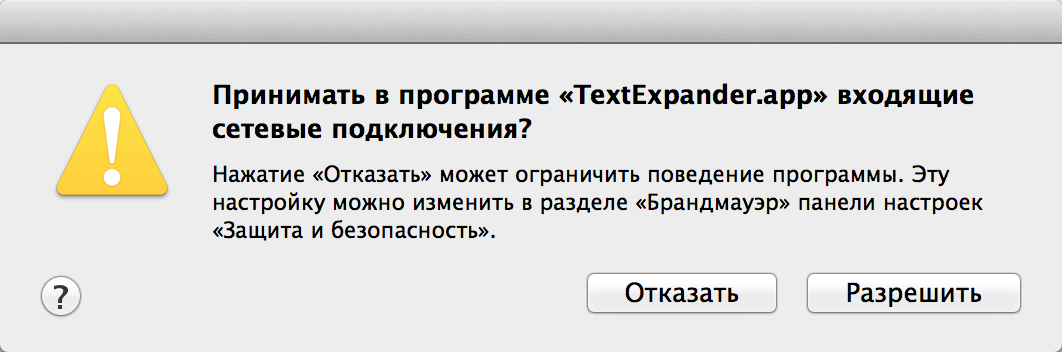 Принимать в программе «TextExpander.app» входящие
сетевые подключения?
Нажатие «Отказать» может ограничить поведение программы. Эту
настройку можно изменить в разделе «Брандмауэр» панели настроек
«Защита и безопасность».
?
Отказать
Разрешить